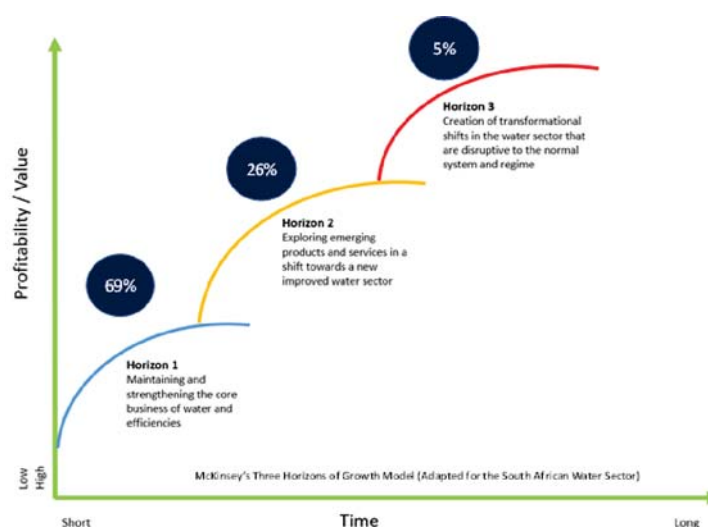 5%
Horizon 3
Creation of transformational
shifts in the water sector that
are disruptive to the normal
system and regime
26%
Horizon 2
Exploring emerging
products and services in a
shift towards a new
improved water sector
69%
Horizon 1
Maintaining and
strengthening the core
business of water and
efficiencies
Profitability / Value
Low
High
McKinsey's Three Horizons of Growth Model (Adapted for the South African Water Sector)
Short
Time
Long